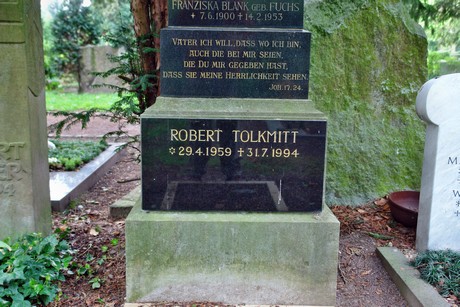 FRANZISKA BLANK GEB. FUCHS
✝ 7.6.1900 ✝ 14.2.1953
VATER ICH WILL, DASS WO ICH BIN,
AUCH DIE BEI MIR SEIEN,
DIE DU MIR GEGEBEN HAST,
DASS SIE MEINE HERRLICHKEIT SEHEN.
JOH. 17. 24.
ROBERT TOLKMITT
✩ 29.4.1959 ✝ 31.7.1994
M
W